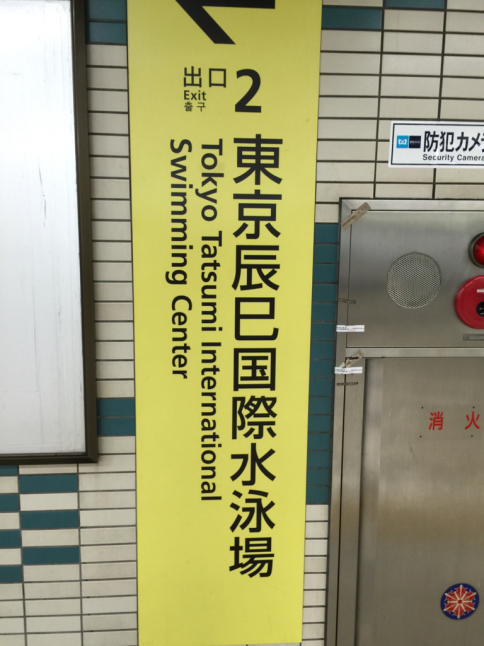 出口
Exit
출구
2
東京辰巳国際水泳場
Tokyo Tatsumi International
Swimming Center
防犯カメラ
Security Camera
消火